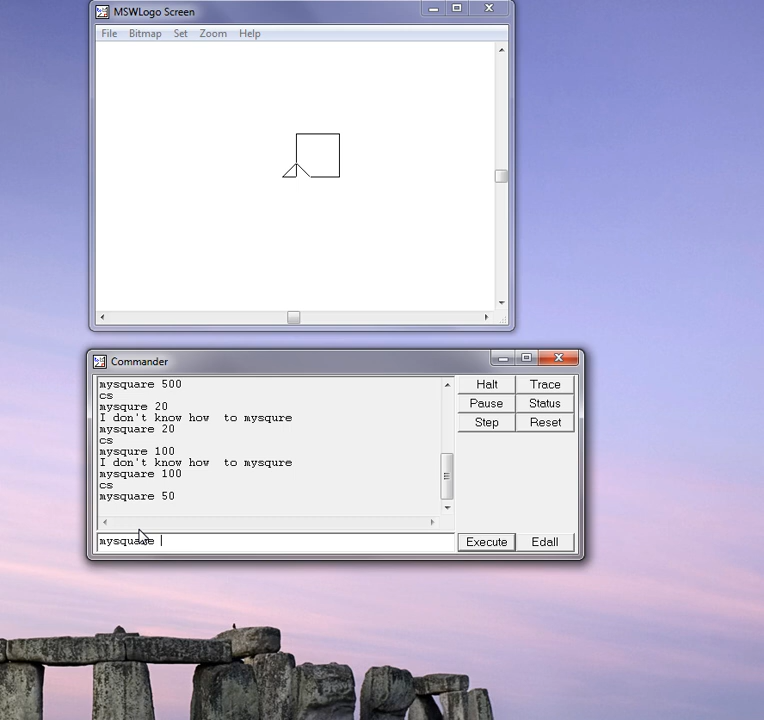 MSWLogo Screen
File Bitmap Set Zoom Help
Commander
mysquare 500
cs
mysqure 20
I don't know how  to mysqure
mysquare 20
cs
mysqure 100
I don't know how  to mysqure
mysquare 100
cs
mysquare 50
mysquare
Halt Trace
Pause Status
Step Reset
Execute Edall